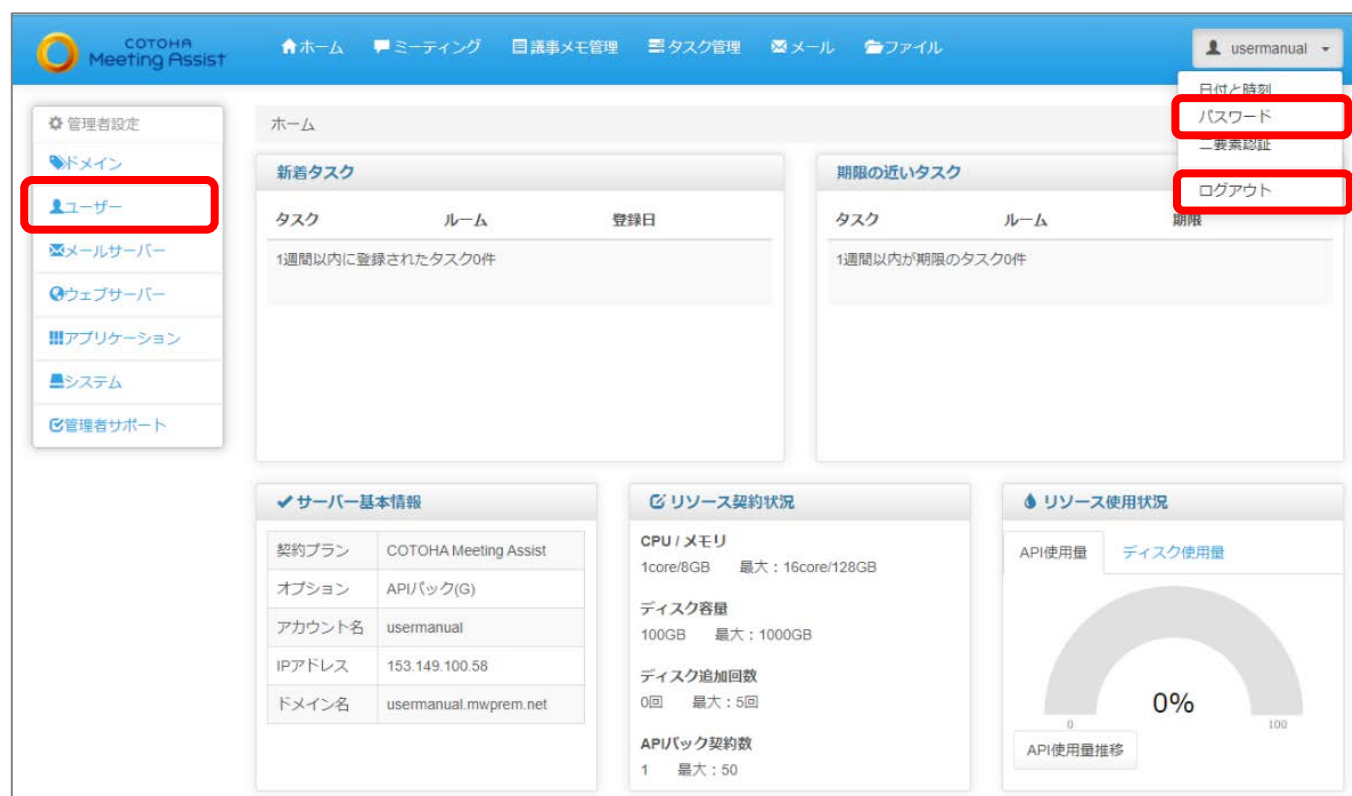 COTOHA
Meeting Assist
ホーム ミーティング 議事メモ管理 タスク管理 メール ファイル usermanual
日付と時刻
パスワード
二要素認証
ログアウト
管理者設定
ドメイン
ユーザー
メールサーバー
ウェブサーバー
アプリケーション
システム
管理者サポート
ホーム
新着タスク
タスク ルーム 登録日
1週間以内に登録されたタスク0件
期限の近いタスク
タスク ルーム 期限
1週間以内が期限のタスク0件
サーバー基本情報
契約プラン COTOHA Meeting Assist
オプション APIパック(G)
アカウント名 usermanual
IPアドレス 153.149.100.58
ドメイン名 usermanual.mwprem.net
リソース契約状況
CPU / メモリ
1core/8GB 最大：16core/128GB
ディスク容量
100GB 最大：1000GB
ディスク追加回数
0回 最大：5回
APIパック契約数
1 最大：50
リソース使用状況
API使用量 ディスク使用量
0%
0 100
API使用量推移